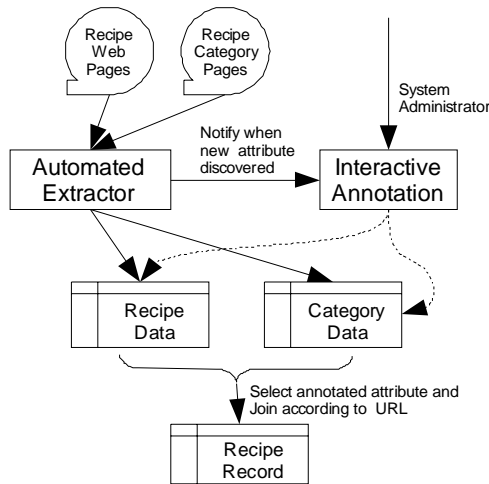 Recipe
Web
Pages
Recipe
Category
Pages
System
Administrator
Notify when
new attribute
discovered
Automated
Extractor
Interactive
Annotation
Recipe
Data
Category
Data
Select annotated attribute and
Join according to URL
Recipe
Record